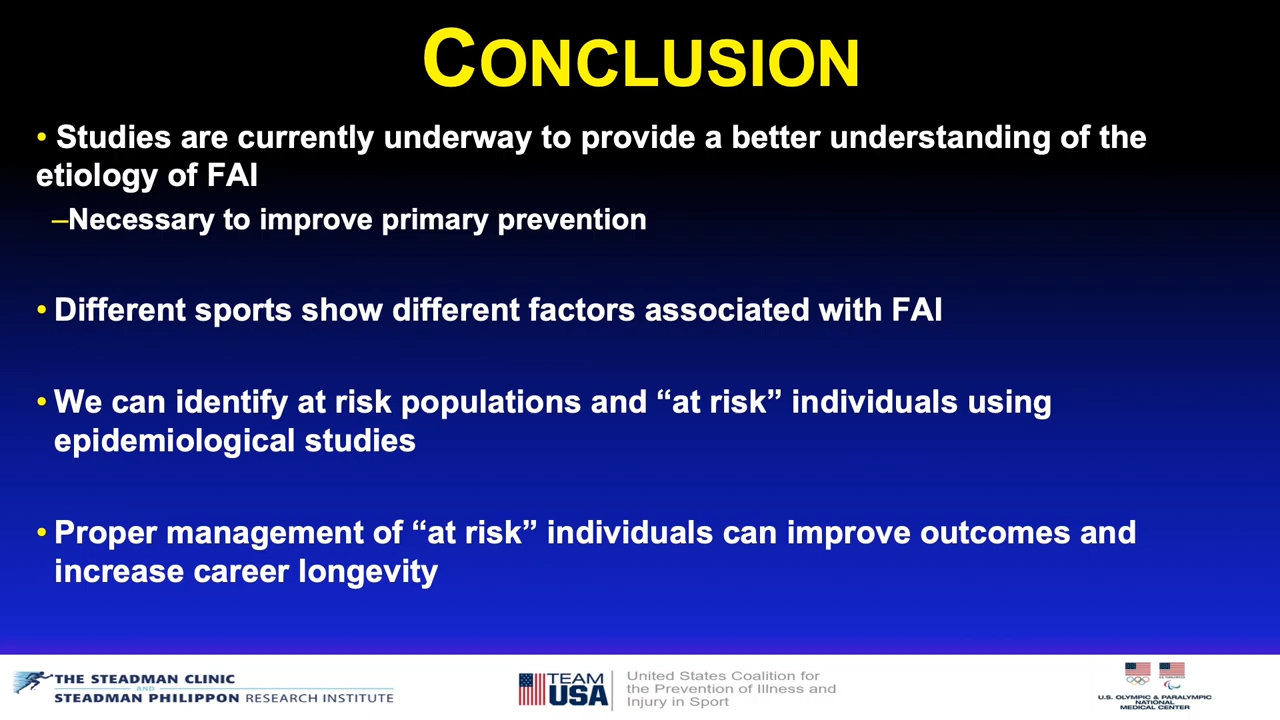 CONCLUSION
• Studies are currently underway to provide a better understanding of the
etiology of FAI
–Necessary to improve primary prevention
• Different sports show different factors associated with FAI
• We can identify at risk populations and “at risk” individuals using
epidemiological studies
• Proper management of “at risk” individuals can improve outcomes and
increase career longevity
THE STEADMAN CLINIC
AND
STEADMAN PHILIPPON RESEARCH INSTITUTE
TEAM
USA
United States Coalition for
the Prevention of Illness and
Injury in Sport
U.S. OLYMPIC & PARALYMPIC
NATIONAL
MEDICAL CENTER